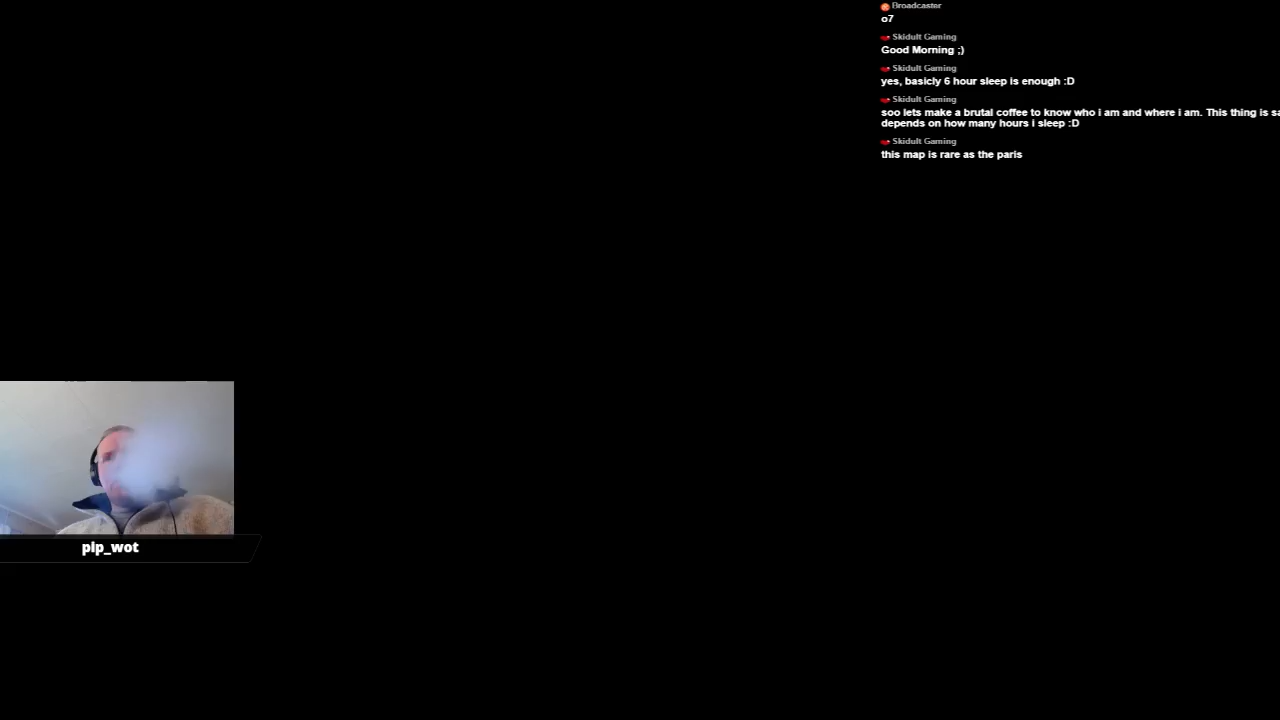 Broadcaster
o7
Skidult Gaming
Good Morning ;)
Skidult Gaming
yes, basicly 6 hour sleep is enough :D
Skidult Gaming
soo lets make a brutal coffee to know who i am and where i am. This thing is
depends on how many hours i sleep :D
Skidult Gaming
this map is rare as the paris
pip_wot